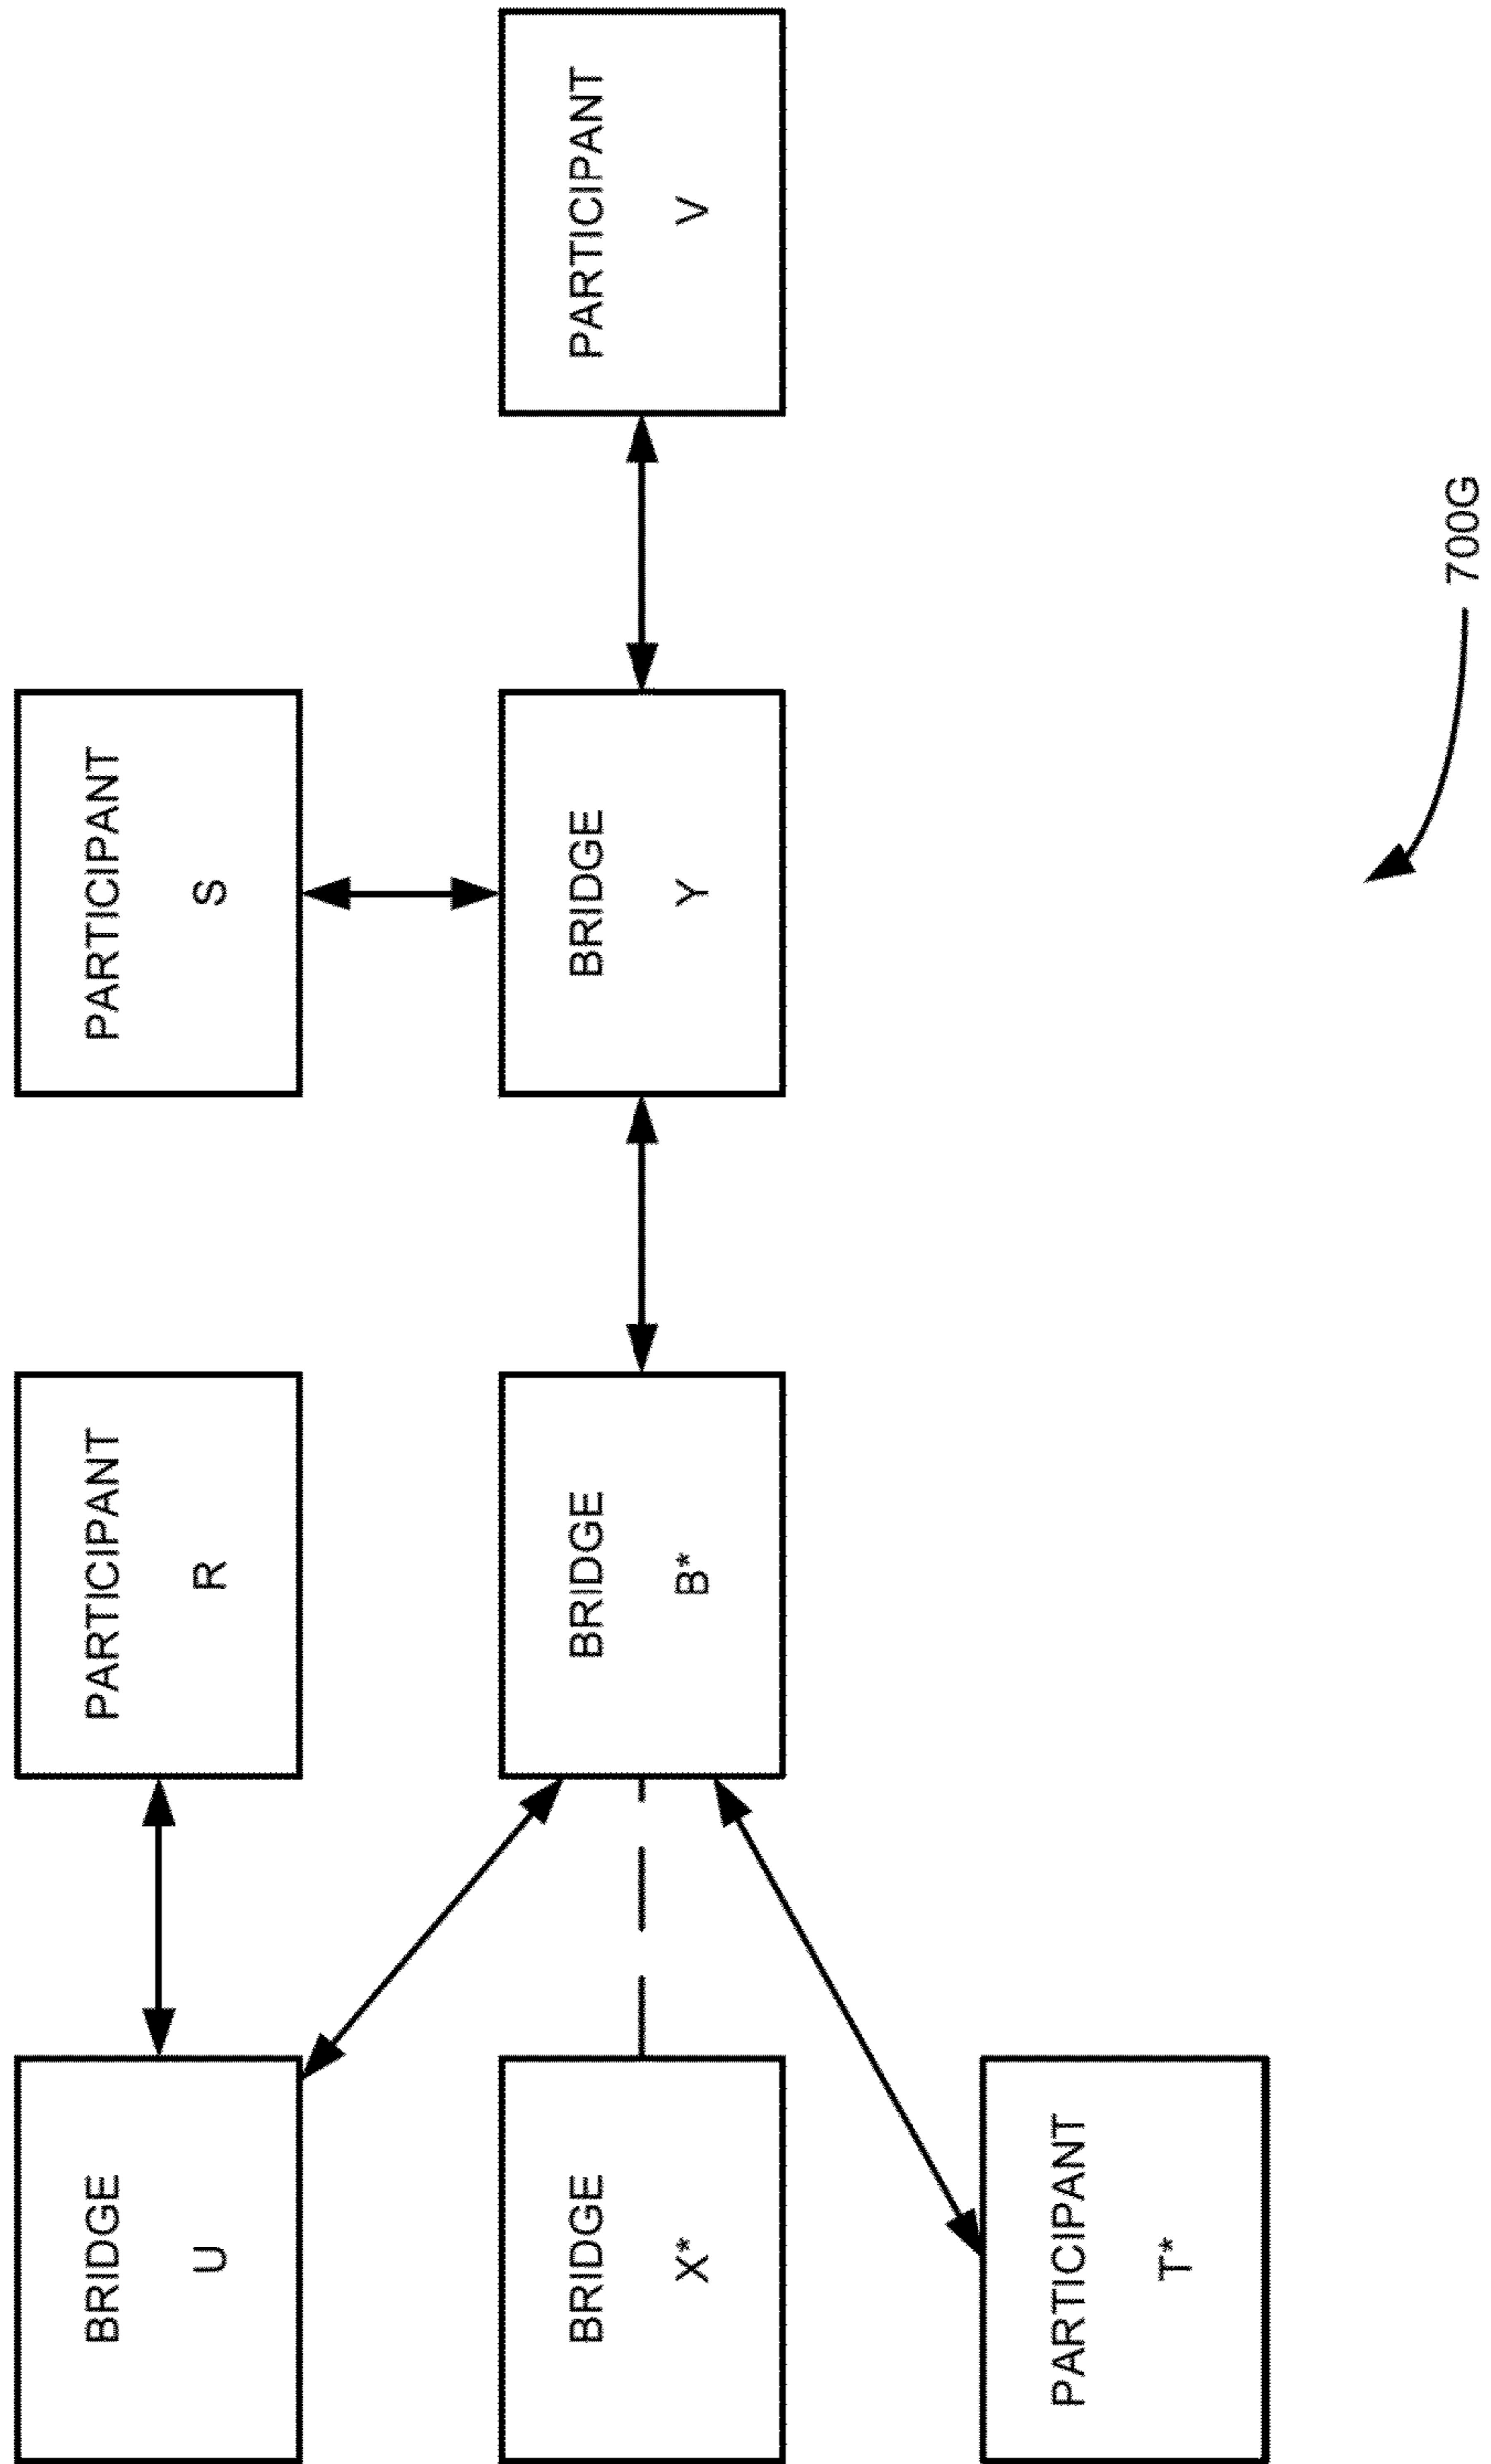 BRIDGE
U
PARTICIPANT
R
PARTICIPANT
S
BRIDGE
X*
BRIDGE
B*
BRIDGE
Y
PARTICIPANT
V
PARTICIPANT
T*
700G